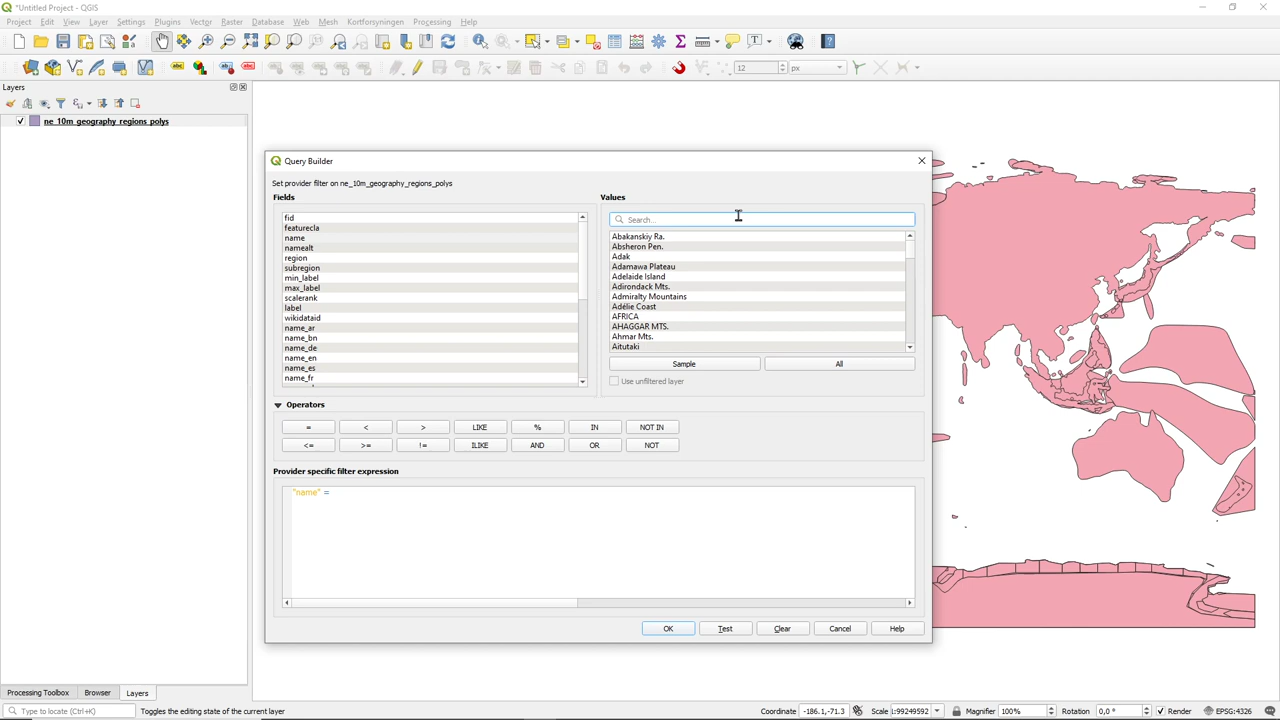 *Untitled Project - QGIS
Project Edit View Layer Settings Plugins Vector Raster Database Web Mesh Kortforsyningen Processing Help
abc abc abc
12 px
Layers
ne_10m_geography_regions_polys
Query Builder
Set provider filter on ne_10m_geography_regions_polys
Fields
fid
featurecla
name
namealt
region
subregion
min_label
max_label
scalerank
label
wikidataid
name_ar
name_bn
name_de
name_en
name_es
name_fr
Values
Search...
Abakanskiy Ra.
Absheron Pen.
Adak
Adamawa Plateau
Adelaide Island
Adirondack Mts.
Admiralty Mountains
Adélie Coast
AFRICA
AHAGGAR MTS.
Ahmar Mts.
Aitutaki
Sample All
Use unfiltered layer
Operators
= < > LIKE % IN NOT IN
<= >= != ILIKE AND OR NOT
Provider specific filter expression
"name" =
OK Test Clear Cancel Help
Processing Toolbox Browser Layers
Type to locate (Ctrl+K) Toggles the editing state of the current layer Coordinate -186.1,-71.3 Scale 1:99249592 Magnifier 100% Rotation 0,0 ° Render EPSG:4326